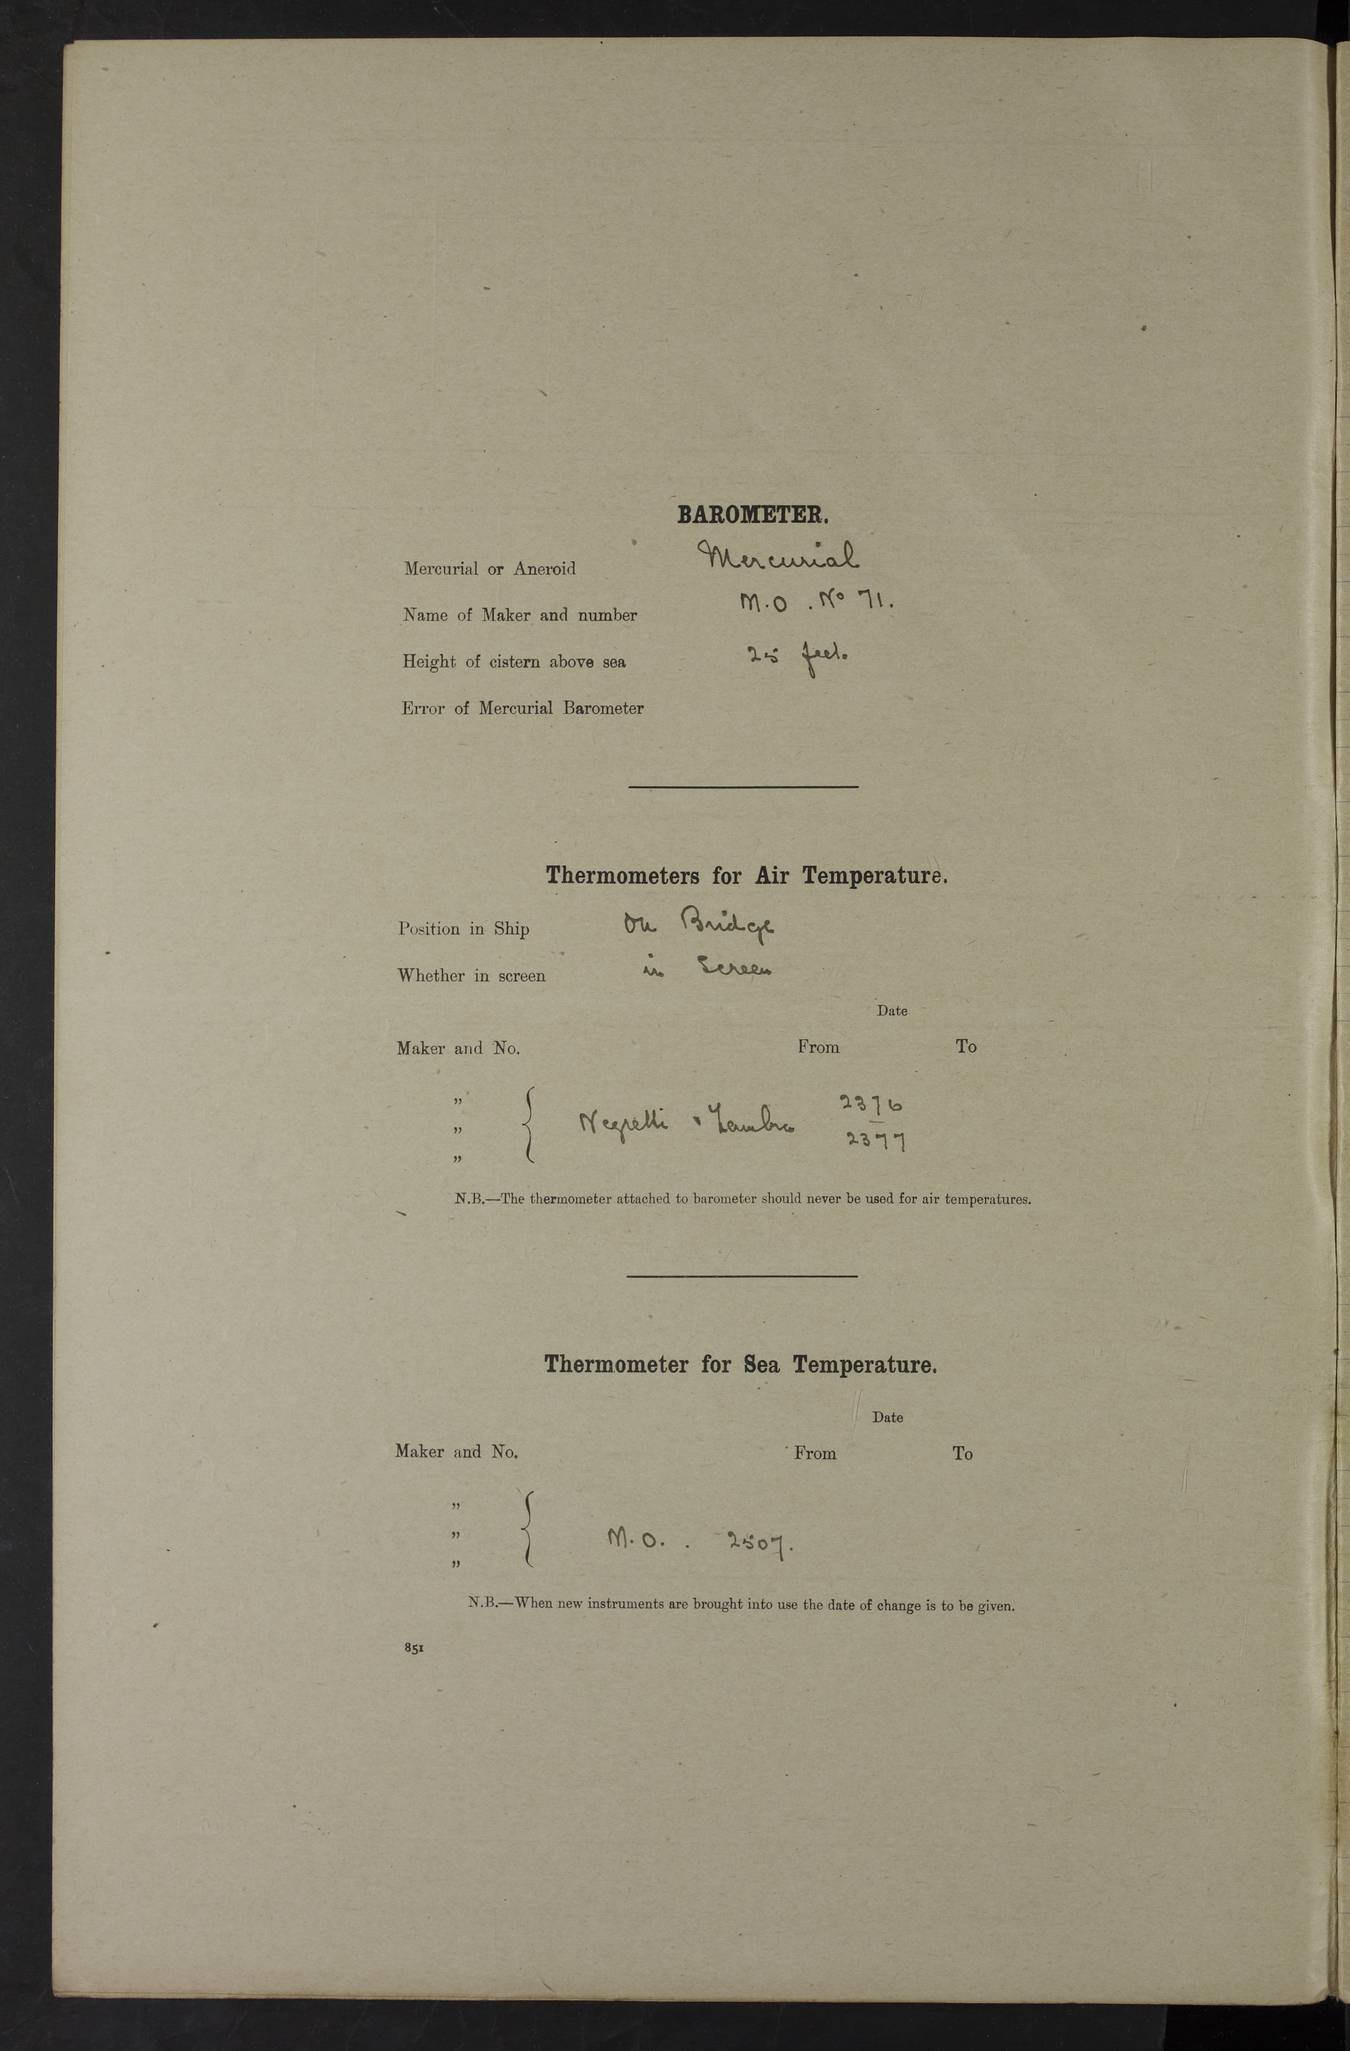 BAROMETER.
Mercurial or Aneroid Mercurial
Name of Maker and number M.O. No 71.
Height of cistern above sea 25 feet.
Error of Mercurial Barometer
Thermometers for Air Temperature.
Position in Ship On Bridge
Whether in screen in Screen
Date
Maker and No. From To
„ 2376
„ { Negretti & Zambra
„ 2377
N.B.—The thermometer attached to barometer should never be used for air temperatures.
Thermometer for Sea Temperature.
Date
Maker and No. From To
„
„ { M.O. . 2507.
„
N.B.—When new instruments are brought into use the date of change is to be given.
851